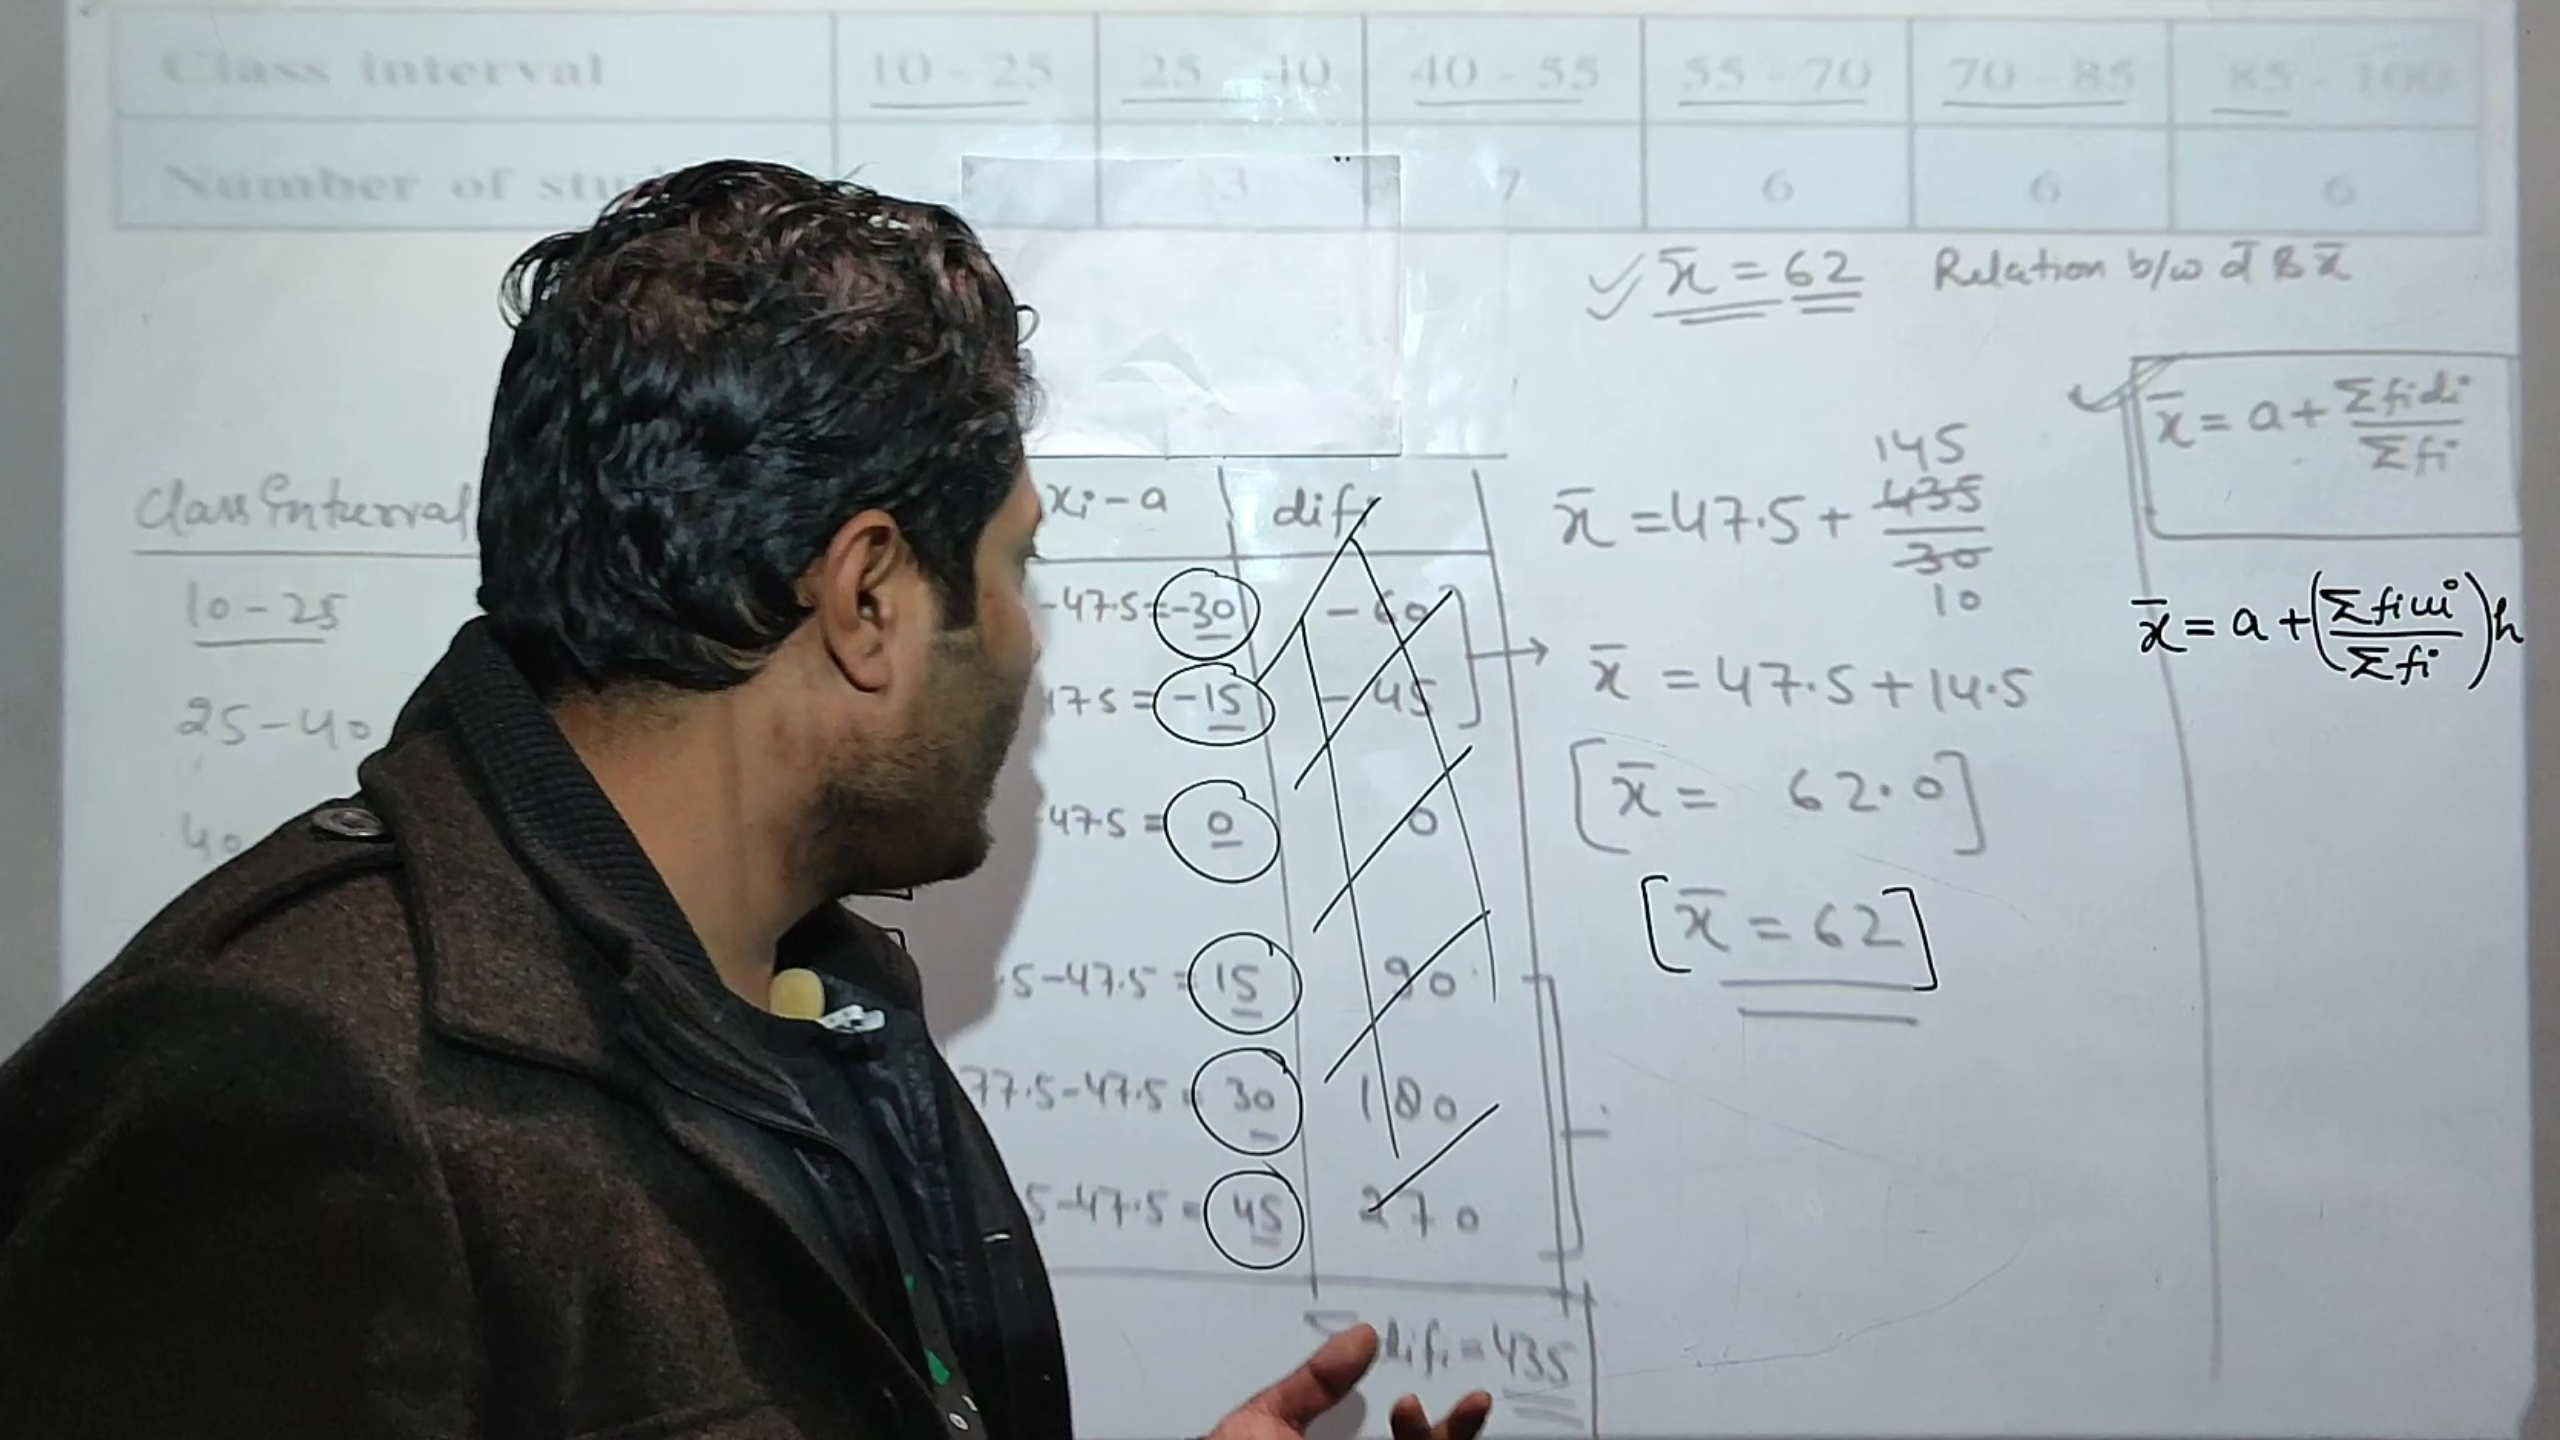 Class interval 10 - 25 25 - 40 40 - 55 55 - 70 70 - 85 85 - 100
Number of 3 7 6 6 6
x̄ = 62 Relation b/w d̄ & x̄
x̄ = a + Σfidi / Σfi
Class Interval xi - a difi
x̄ = 47.5 + 435 / 30
145
10
10 - 25 -47.5 = -30 -60
x̄ = a + (Σfiui / Σfi) h
25 - 40 47.5 = -15 -45
x̄ = 47.5 + 14.5
40 -47.5 = 0 0
[x̄ = 62.0]
[x̄ = 62]
.5 - 47.5 = 15 90
77.5 - 47.5 = 30 180
5 - 47.5 = 45 270
Σdifi = 435